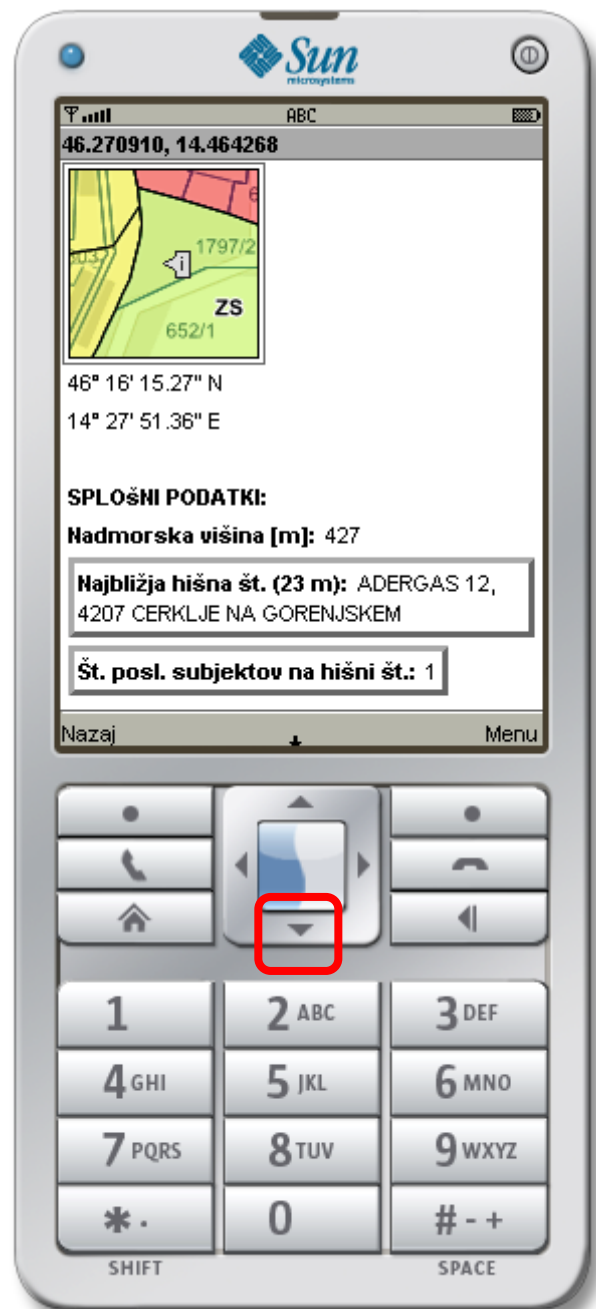 Sun
microsystems
ABC
46.270910, 14.464268
1797/2
ZS
652/1
46° 16' 15.27" N
14° 27' 51.36" E
SPLOšNI PODATKI:
Nadmorska višina [m]: 427
Najbližja hišna št. (23 m): ADERGAS 12,
4207 CERKLJE NA GORENJSKEM
Št. posl. subjektov na hišni št.: 1
Nazaj Menu
1 2 ABC 3 DEF
4 GHI 5 JKL 6 MNO
7 PQRS 8 TUV 9 WXYZ
* . 0 # - +
SHIFT SPACE